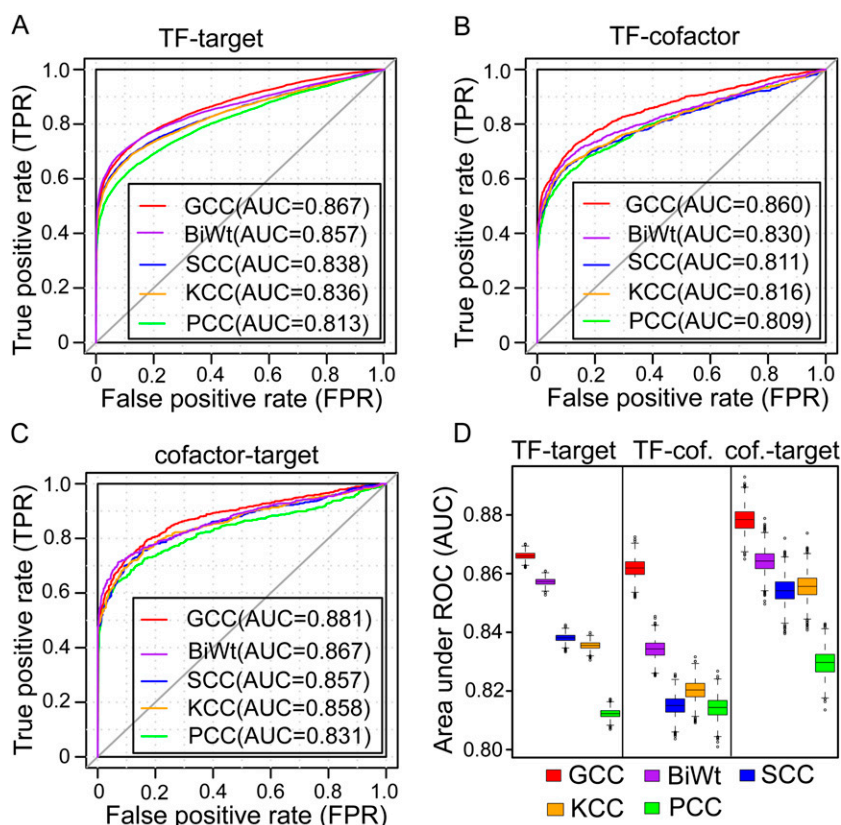 A
TF-target
True positive rate (TPR)
1.0
0.8
0.6
0.4
0.2
0
GCC(AUC=0.867)
BiWt(AUC=0.857)
SCC(AUC=0.838)
KCC(AUC=0.836)
PCC(AUC=0.813)
0 0.2 0.4 0.6 0.8 1.0
False positive rate (FPR)
B
TF-cofactor
True positive rate (TPR)
1.0
0.8
0.6
0.4
0.2
0
GCC(AUC=0.860)
BiWt(AUC=0.830)
SCC(AUC=0.811)
KCC(AUC=0.816)
PCC(AUC=0.809)
0 0.2 0.4 0.6 0.8 1.0
False positive rate (FPR)
C
cofactor-target
True positive rate (TPR)
1.0
0.8
0.6
0.4
0.2
0
GCC(AUC=0.881)
BiWt(AUC=0.867)
SCC(AUC=0.857)
KCC(AUC=0.858)
PCC(AUC=0.831)
0 0.2 0.4 0.6 0.8 1.0
False positive rate (FPR)
D
TF-target TF-cof. cof.-target
Area under ROC (AUC)
0.88
0.86
0.84
0.82
0.80
GCC BiWt SCC
KCC PCC